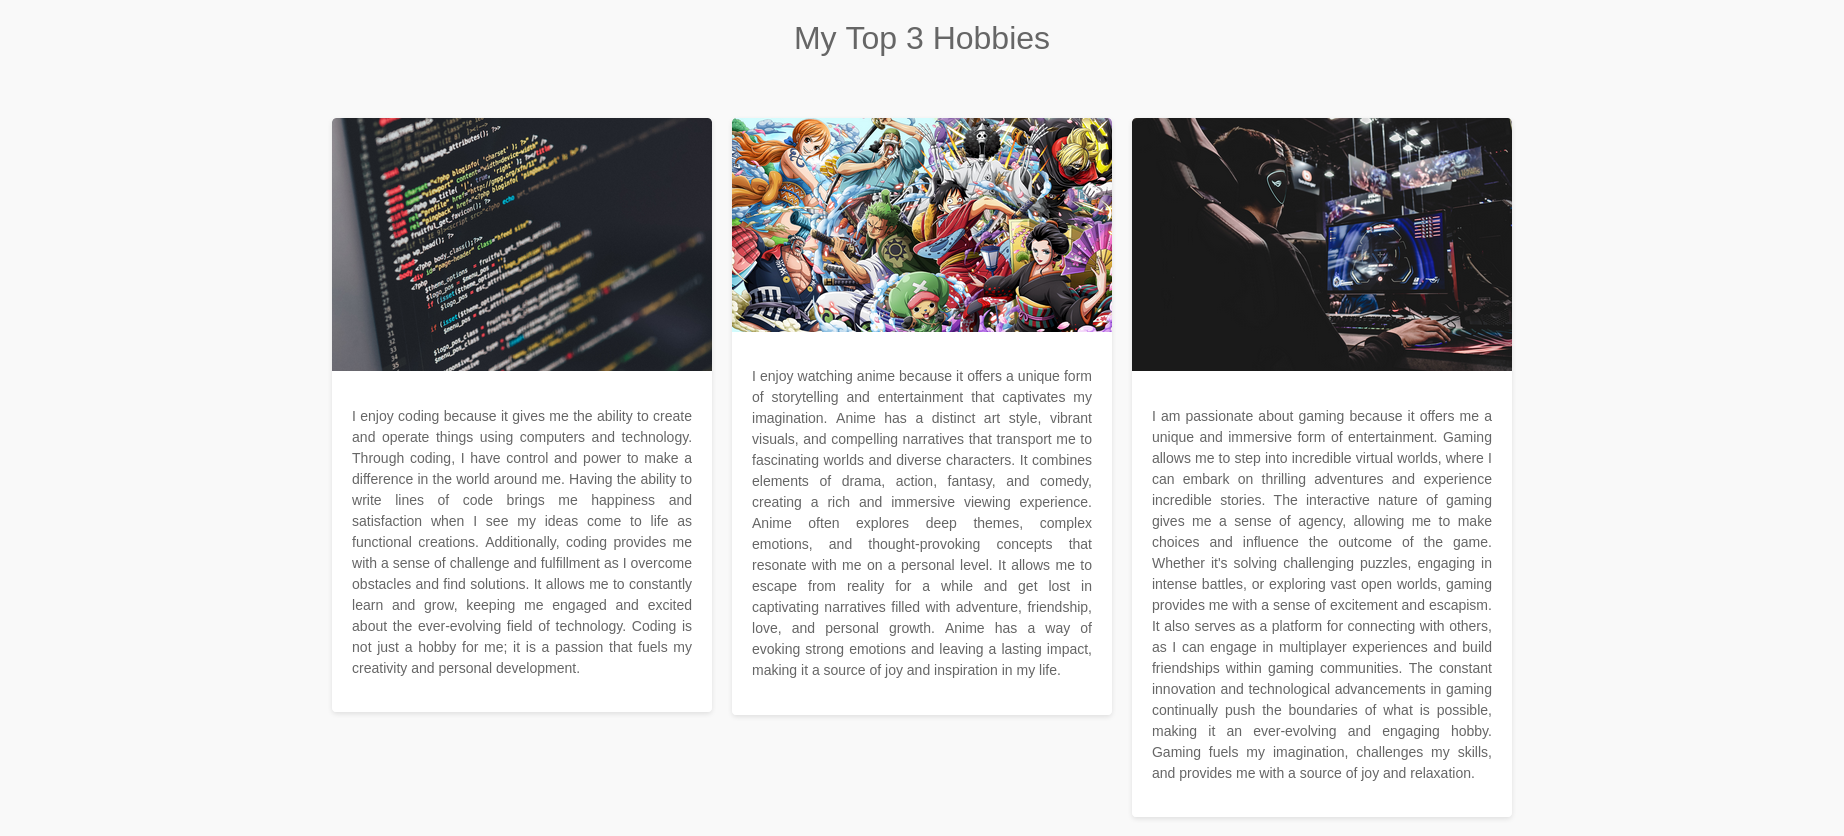 My Top 3 Hobbies
I enjoy coding because it gives me the ability to create
and operate things using computers and technology.
Through coding, I have control and power to make a
difference in the world around me. Having the ability to
write lines of code brings me happiness and
satisfaction when I see my ideas come to life as
functional creations. Additionally, coding provides me
with a sense of challenge and fulfillment as I overcome
obstacles and find solutions. It allows me to constantly
learn and grow, keeping me engaged and excited
about the ever-evolving field of technology. Coding is
not just a hobby for me; it is a passion that fuels my
creativity and personal development.
I enjoy watching anime because it offers a unique form
of storytelling and entertainment that captivates my
imagination. Anime has a distinct art style, vibrant
visuals, and compelling narratives that transport me to
fascinating worlds and diverse characters. It combines
elements of drama, action, fantasy, and comedy,
creating a rich and immersive viewing experience.
Anime often explores deep themes, complex
emotions, and thought-provoking concepts that
resonate with me on a personal level. It allows me to
escape from reality for a while and get lost in
captivating narratives filled with adventure, friendship,
love, and personal growth. Anime has a way of
evoking strong emotions and leaving a lasting impact,
making it a source of joy and inspiration in my life.
I am passionate about gaming because it offers me a
unique and immersive form of entertainment. Gaming
allows me to step into incredible virtual worlds, where I
can embark on thrilling adventures and experience
incredible stories. The interactive nature of gaming
gives me a sense of agency, allowing me to make
choices and influence the outcome of the game.
Whether it's solving challenging puzzles, engaging in
intense battles, or exploring vast open worlds, gaming
provides me with a sense of excitement and escapism.
It also serves as a platform for connecting with others,
as I can engage in multiplayer experiences and build
friendships within gaming communities. The constant
innovation and technological advancements in gaming
continually push the boundaries of what is possible,
making it an ever-evolving and engaging hobby.
Gaming fuels my imagination, challenges my skills,
and provides me with a source of joy and relaxation.